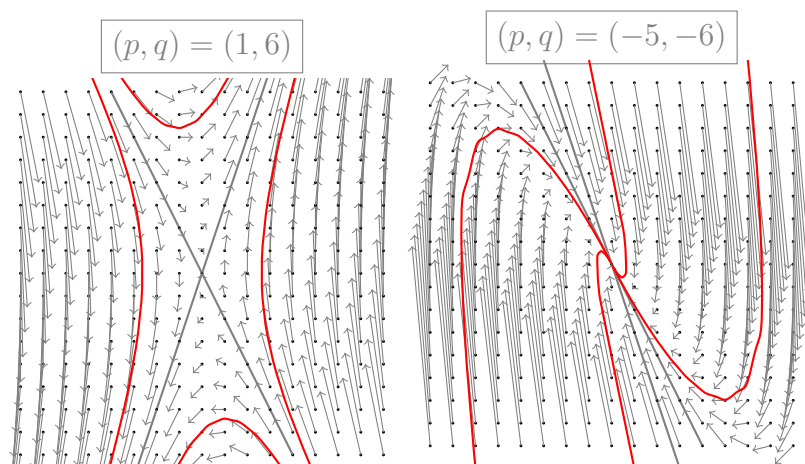 (p, q) = (1, 6)
(p, q) = (−5, −6)